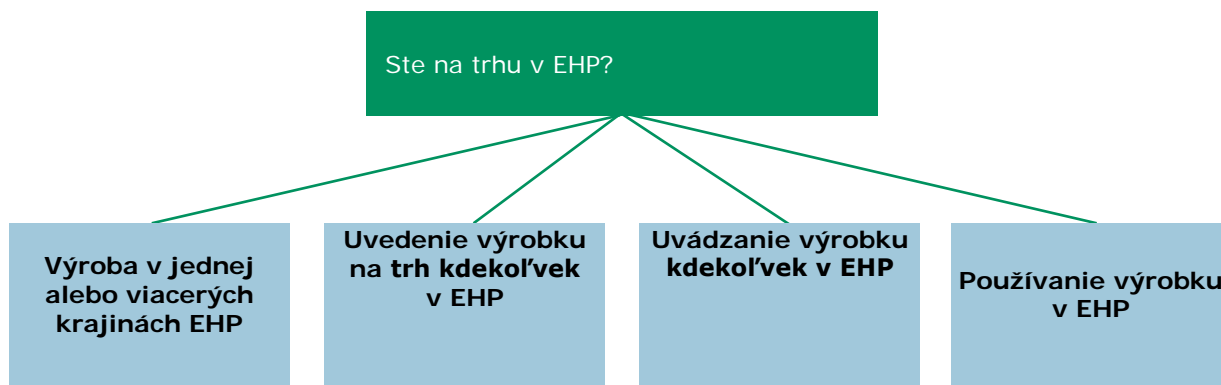 Ste na trhu v EHP?
Výroba v jednej
alebo viacerých
krajinách EHP
Uvedenie výrobku
na trh kdekoľvek
v EHP
Uvádzanie výrobku
kdekoľvek v EHP
Používanie výrobku
v EHP